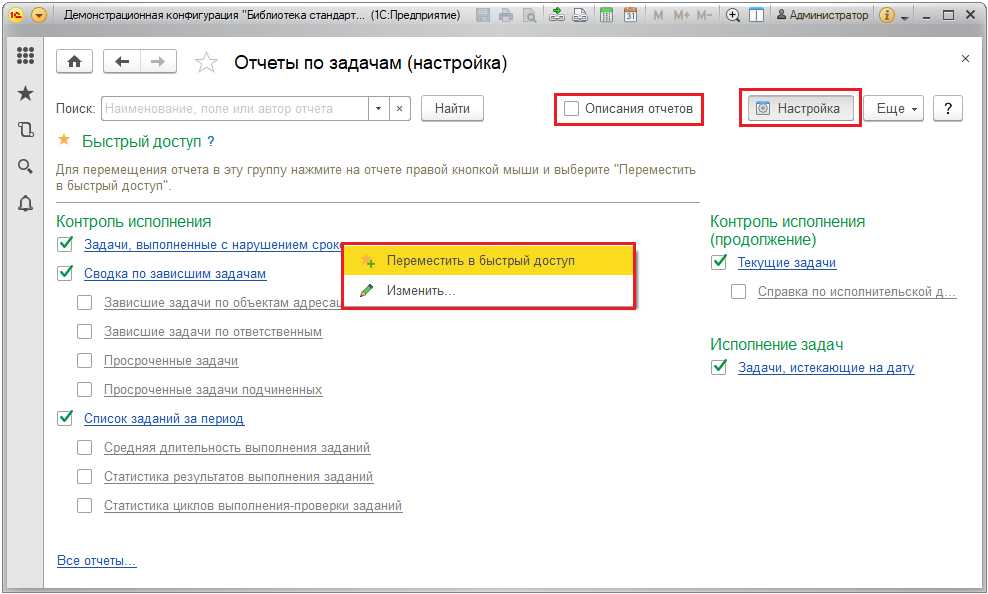 Демонстрационная конфигурация "Библиотека стандарт... (1С:Предприятие)
M M+ M- Администратор
31
Отчеты по задачам (настройка)
Поиск: Наименование, поле или автор отчета Найти Описания отчетов Настройка Еще ?
Быстрый доступ ?
Для перемещения отчета в эту группу нажмите на отчете правой кнопкой мыши и выберите "Переместить
в быстрый доступ".
Контроль исполнения
Задачи, выполненные с нарушением
Переместить в быстрый доступ
Изменить...
Сводка по зависшим задачам
Зависшие задачи по объектам
Зависшие задачи по ответственным
Просроченные задачи
Просроченные задачи подчиненных
Список заданий за период
Средняя длительность выполнения заданий
Статистика результатов выполнения заданий
Статистика циклов выполнения-проверки заданий
Контроль исполнения
(продолжение)
Текущие задачи
Справка по исполнительской д...
Исполнение задач
Задачи, истекающие на дату
Все отчеты...